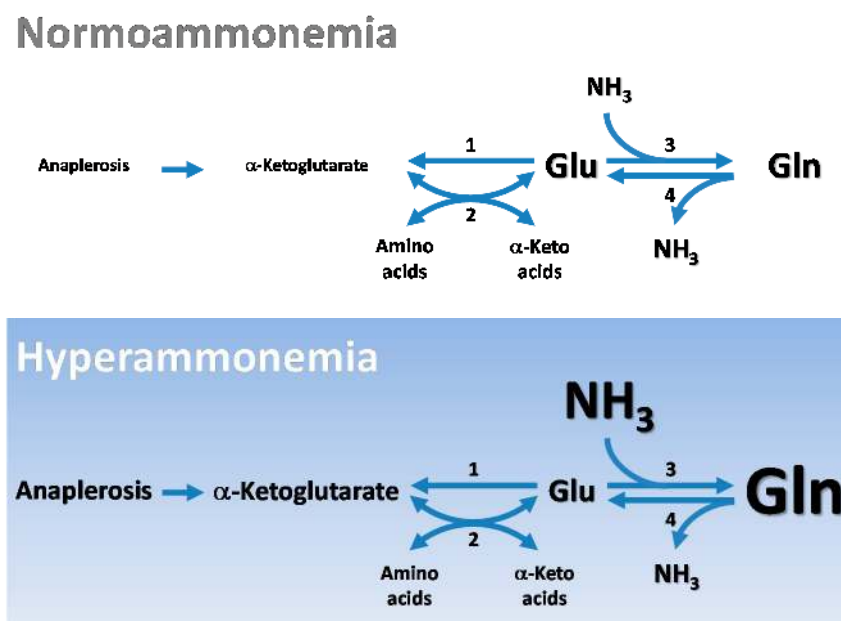 Normoammonemia
NH₃
1
3
Anaplerosis α-Ketoglutarate Glu Gln
4
2
Amino acids
α-Keto acids
NH₃
Hyperammonemia
NH₃
1
3
Anaplerosis α-Ketoglutarate Glu Gln
4
2
Amino acids
α-Keto acids
NH₃